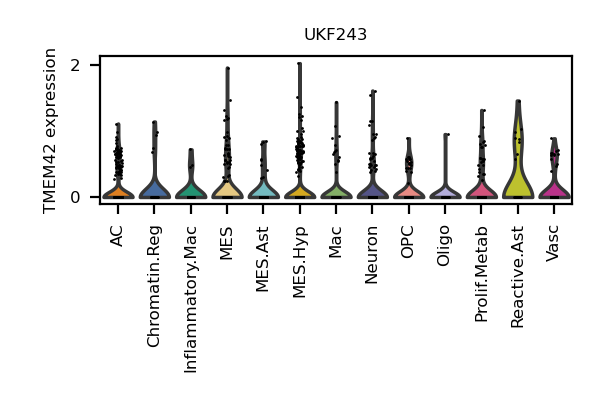 UKF243
TMEM42 expression
2
0
AC
Chromatin.Reg
Inflammatory.Mac
MES
MES.Ast
MES.Hyp
Mac
Neuron
OPC
Oligo
Prolif.Metab
Reactive.Ast
Vasc